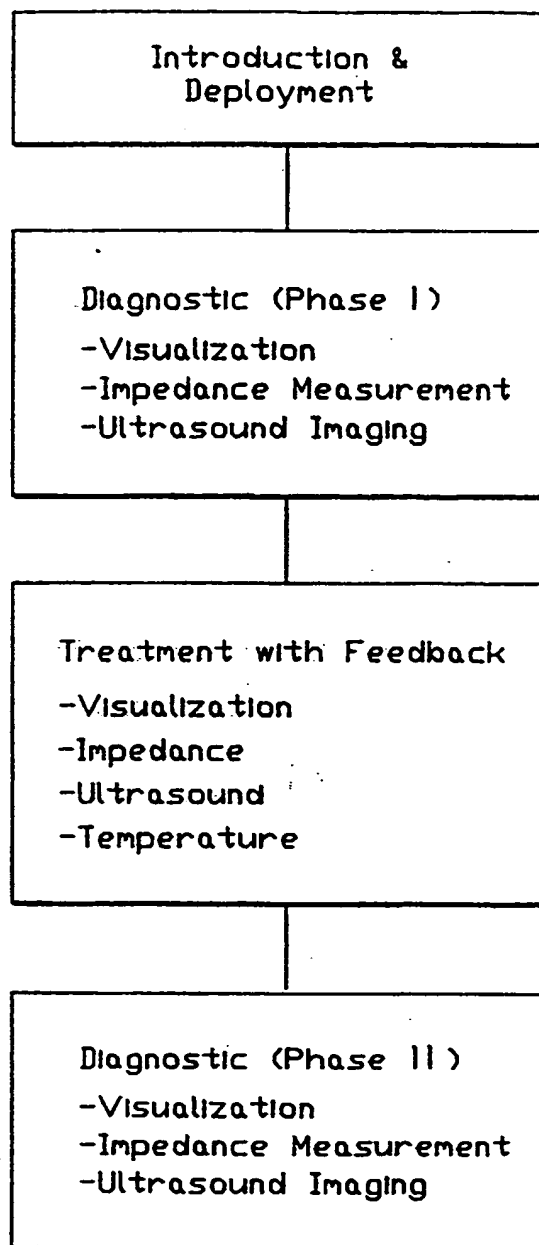 Introduction &
Deployment
Diagnostic (Phase I)
-Visualization
-Impedance Measurement
-Ultrasound Imaging
Treatment with Feedback
-Visualization
-Impedance
-Ultrasound
-Temperature
Diagnostic (Phase II)
-Visualization
-Impedance Measurement
-Ultrasound Imaging